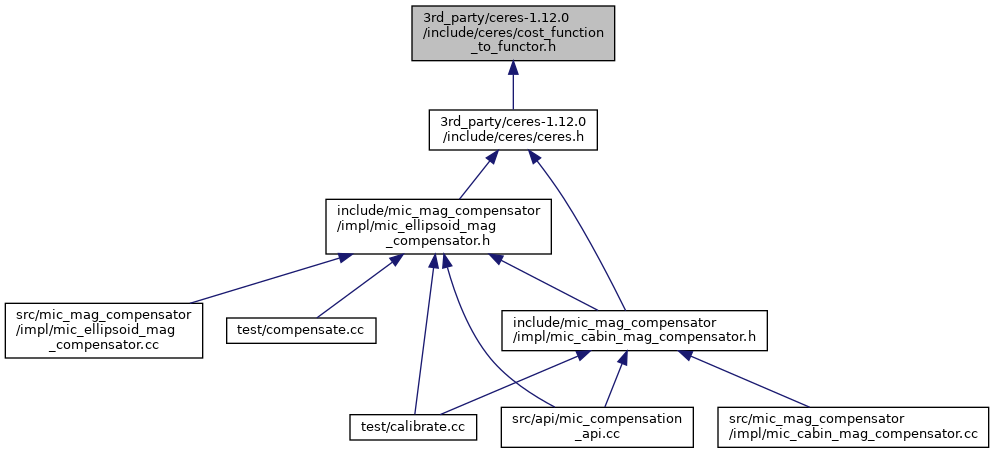 3rd_party/ceres-1.12.0
/include/ceres/cost_function
_to_functor.h
3rd_party/ceres-1.12.0
/include/ceres/ceres.h
include/mic_mag_compensator
/impl/mic_ellipsoid_mag
_compensator.h
src/mic_mag_compensator
/impl/mic_ellipsoid_mag
_compensator.cc
test/compensate.cc
include/mic_mag_compensator
/impl/mic_cabin_mag_compensator.h
test/calibrate.cc
src/api/mic_compensation
_api.cc
src/mic_mag_compensator
/impl/mic_cabin_mag_compensator.cc